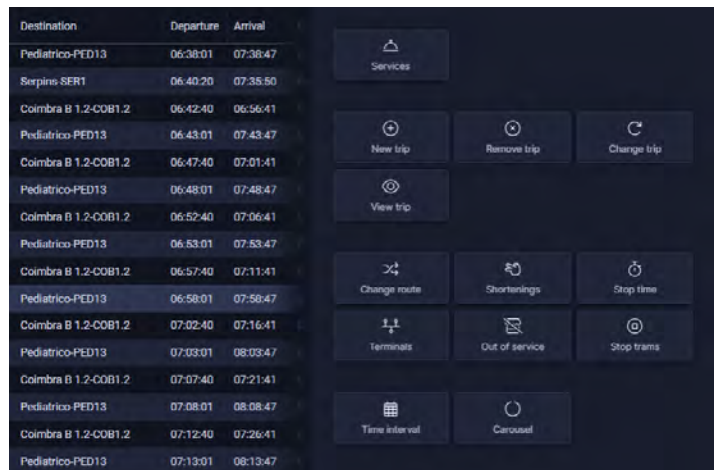 Destination Departure Arrival
Pediatrico-PED13 06:38:01 07:38:47
Serpins-SER1 06:40:20 07:35:50
Coimbra B 1.2-COB1.2 06:42:40 06:56:41
Pediatrico-PED13 06:43:01 07:43:47
Coimbra B 1.2-COB1.2 06:47:40 07:01:41
Pediatrico-PED13 06:48:01 07:48:47
Coimbra B 1.2-COB1.2 06:52:40 07:06:41
Pediatrico-PED13 06:53:01 07:53:47
Coimbra B 1.2-COB1.2 06:57:40 07:11:41
Pediatrico-PED13 06:58:01 07:58:47
Coimbra B 1.2-COB1.2 07:02:40 07:16:41
Pediatrico-PED13 07:03:01 08:03:47
Coimbra B 1.2-COB1.2 07:07:40 07:21:41
Pediatrico-PED13 07:08:01 08:08:47
Coimbra B 1.2-COB1.2 07:12:40 07:26:41
Pediatrico-PED13 07:13:01 08:13:47
Services
New trip Remove trip Change trip
View trip
Change route Shortenings Stop time
Terminals Out of service Stop trams
Time interval Carousel